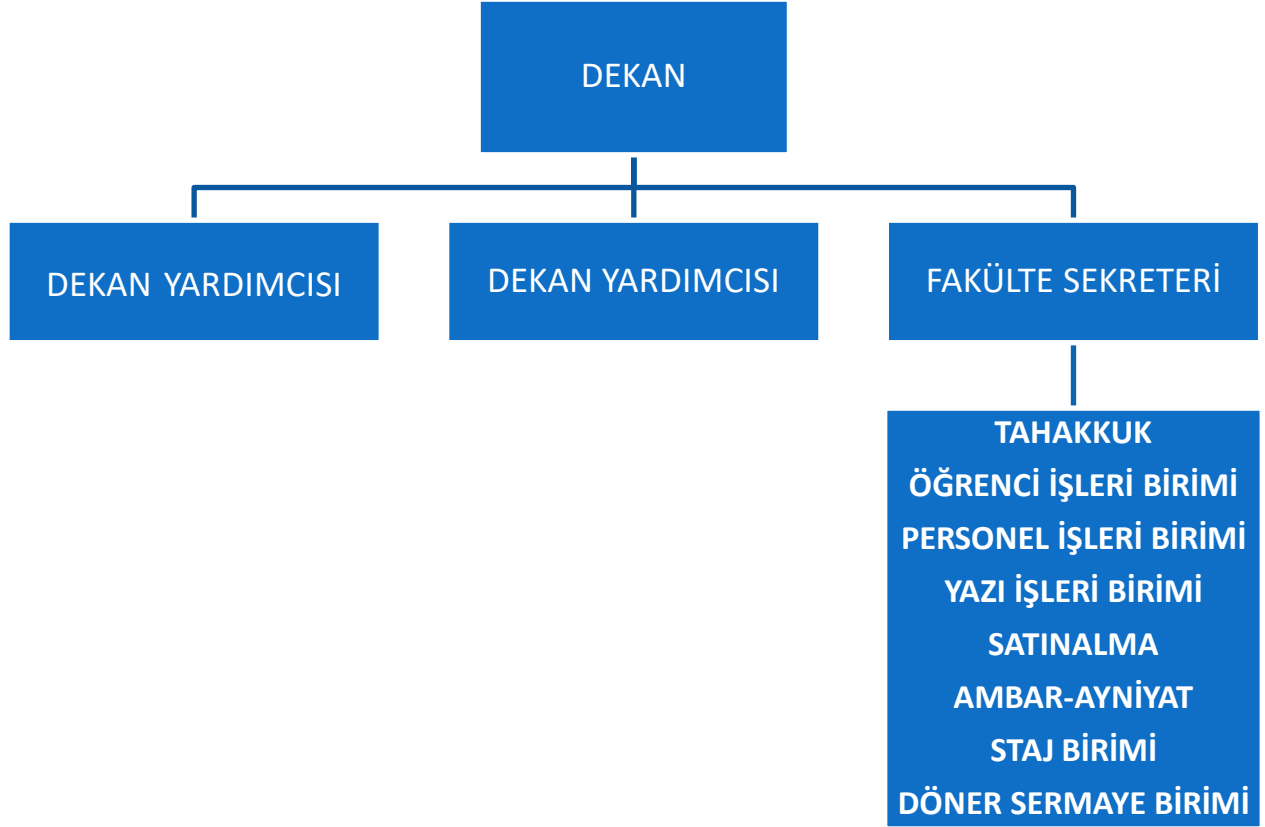 DEKAN
DEKAN YARDIMCISI
DEKAN YARDIMCISI
FAKÜLTE SEKRETERİ
TAHAKKUK
ÖĞRENCİ İŞLERİ BİRİMİ
PERSONEL İŞLERİ BİRİMİ
YAZI İŞLERİ BİRİMİ
SATINALMA
AMBAR-AYNİYAT
STAJ BİRİMİ
DÖNER SERMAYE BİRİMİ